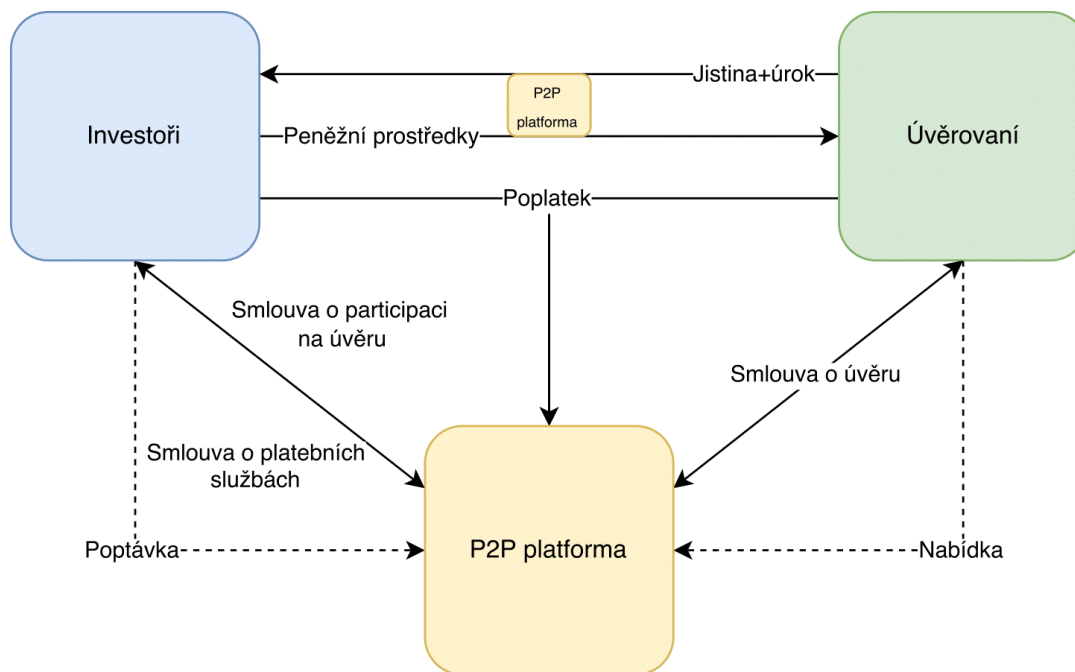 Jistina+úrok
P2P
platforma
Investoři
Peněžní prostředky
Úvěrovaní
Poplatek
Smlouva o participaci
na úvěru
Smlouva o úvěru
Smlouva o platebních
službách
Poptávka
P2P platforma
Nabídka